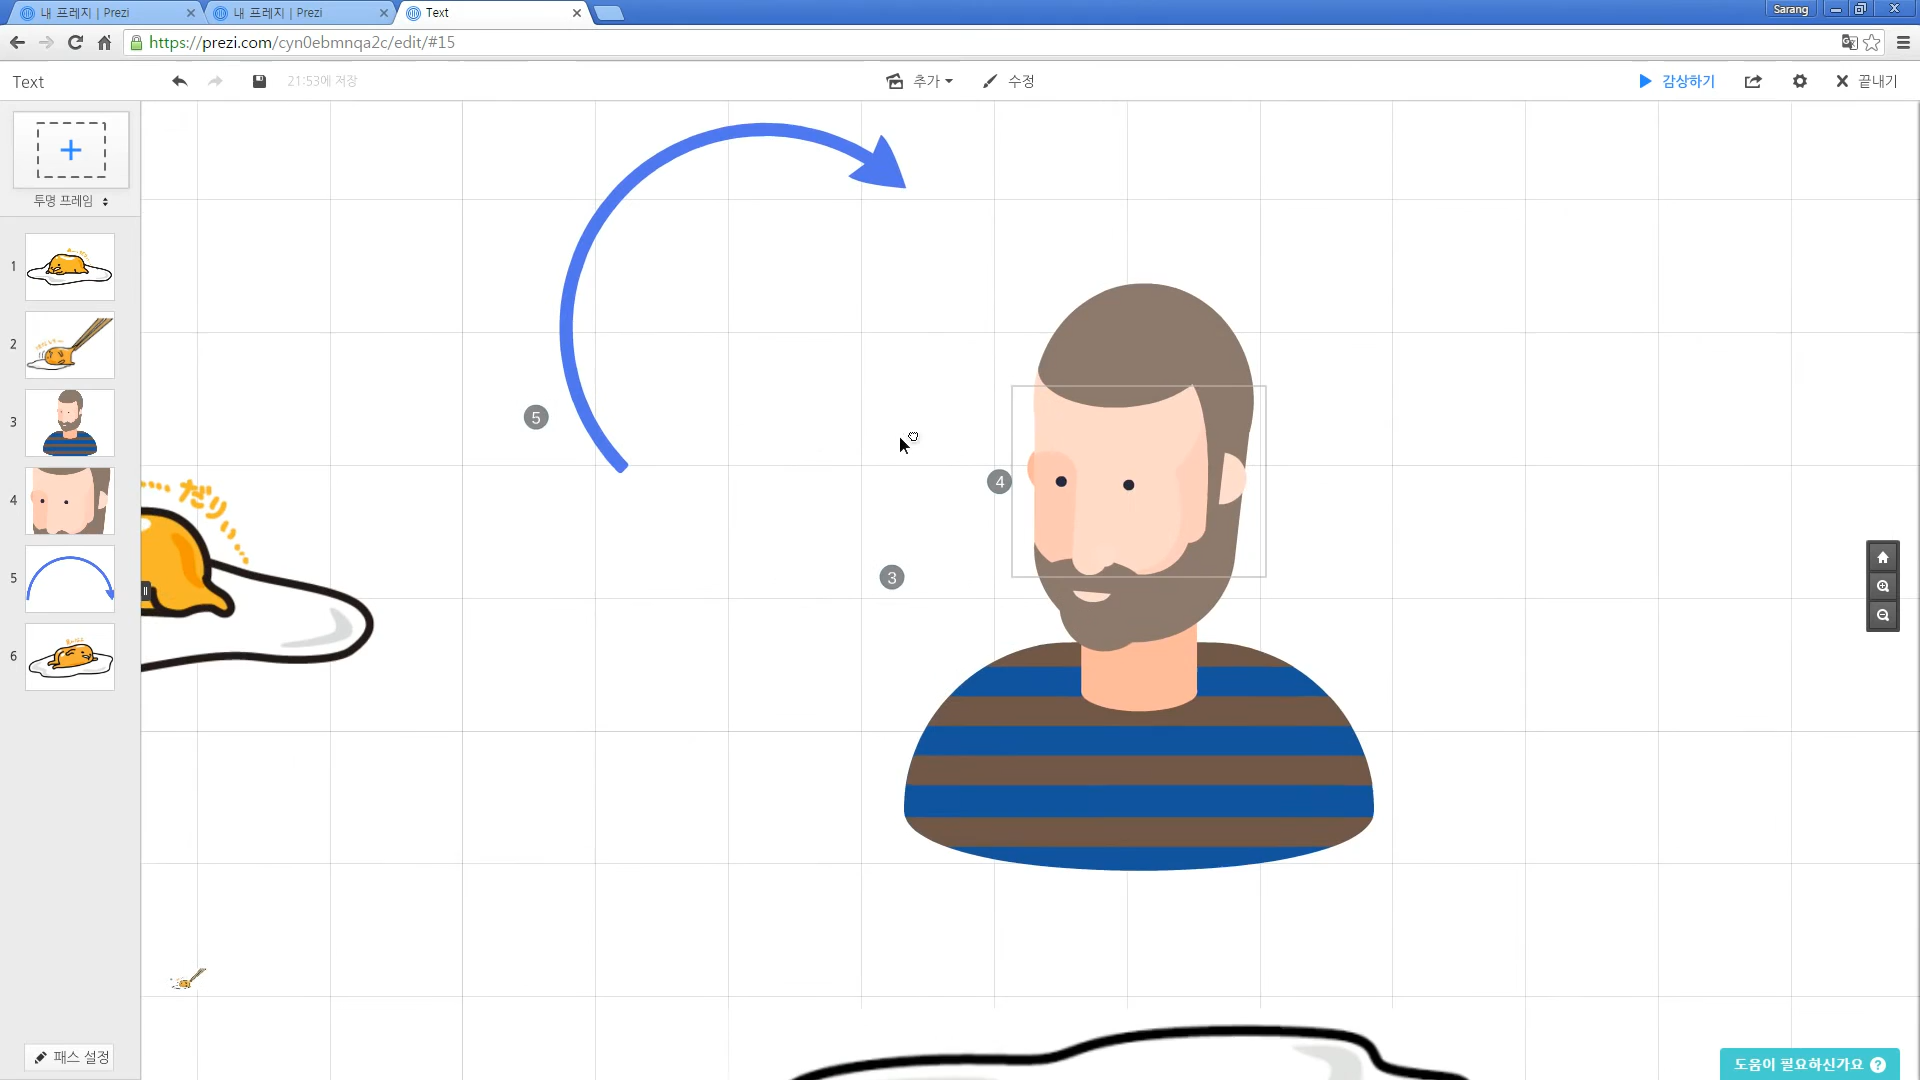 내 프레지 | Prezi
내 프레지 | Prezi
Text
Sarang
https://prezi.com/cyn0ebmnqa2c/edit/#15
Text
21:53에 저장
추가
수정
감상하기
끝내기
투명 프레임
1
2
3
4
5
6
5
4
3
だり
패스 설정
도움이 필요하신가요 ?